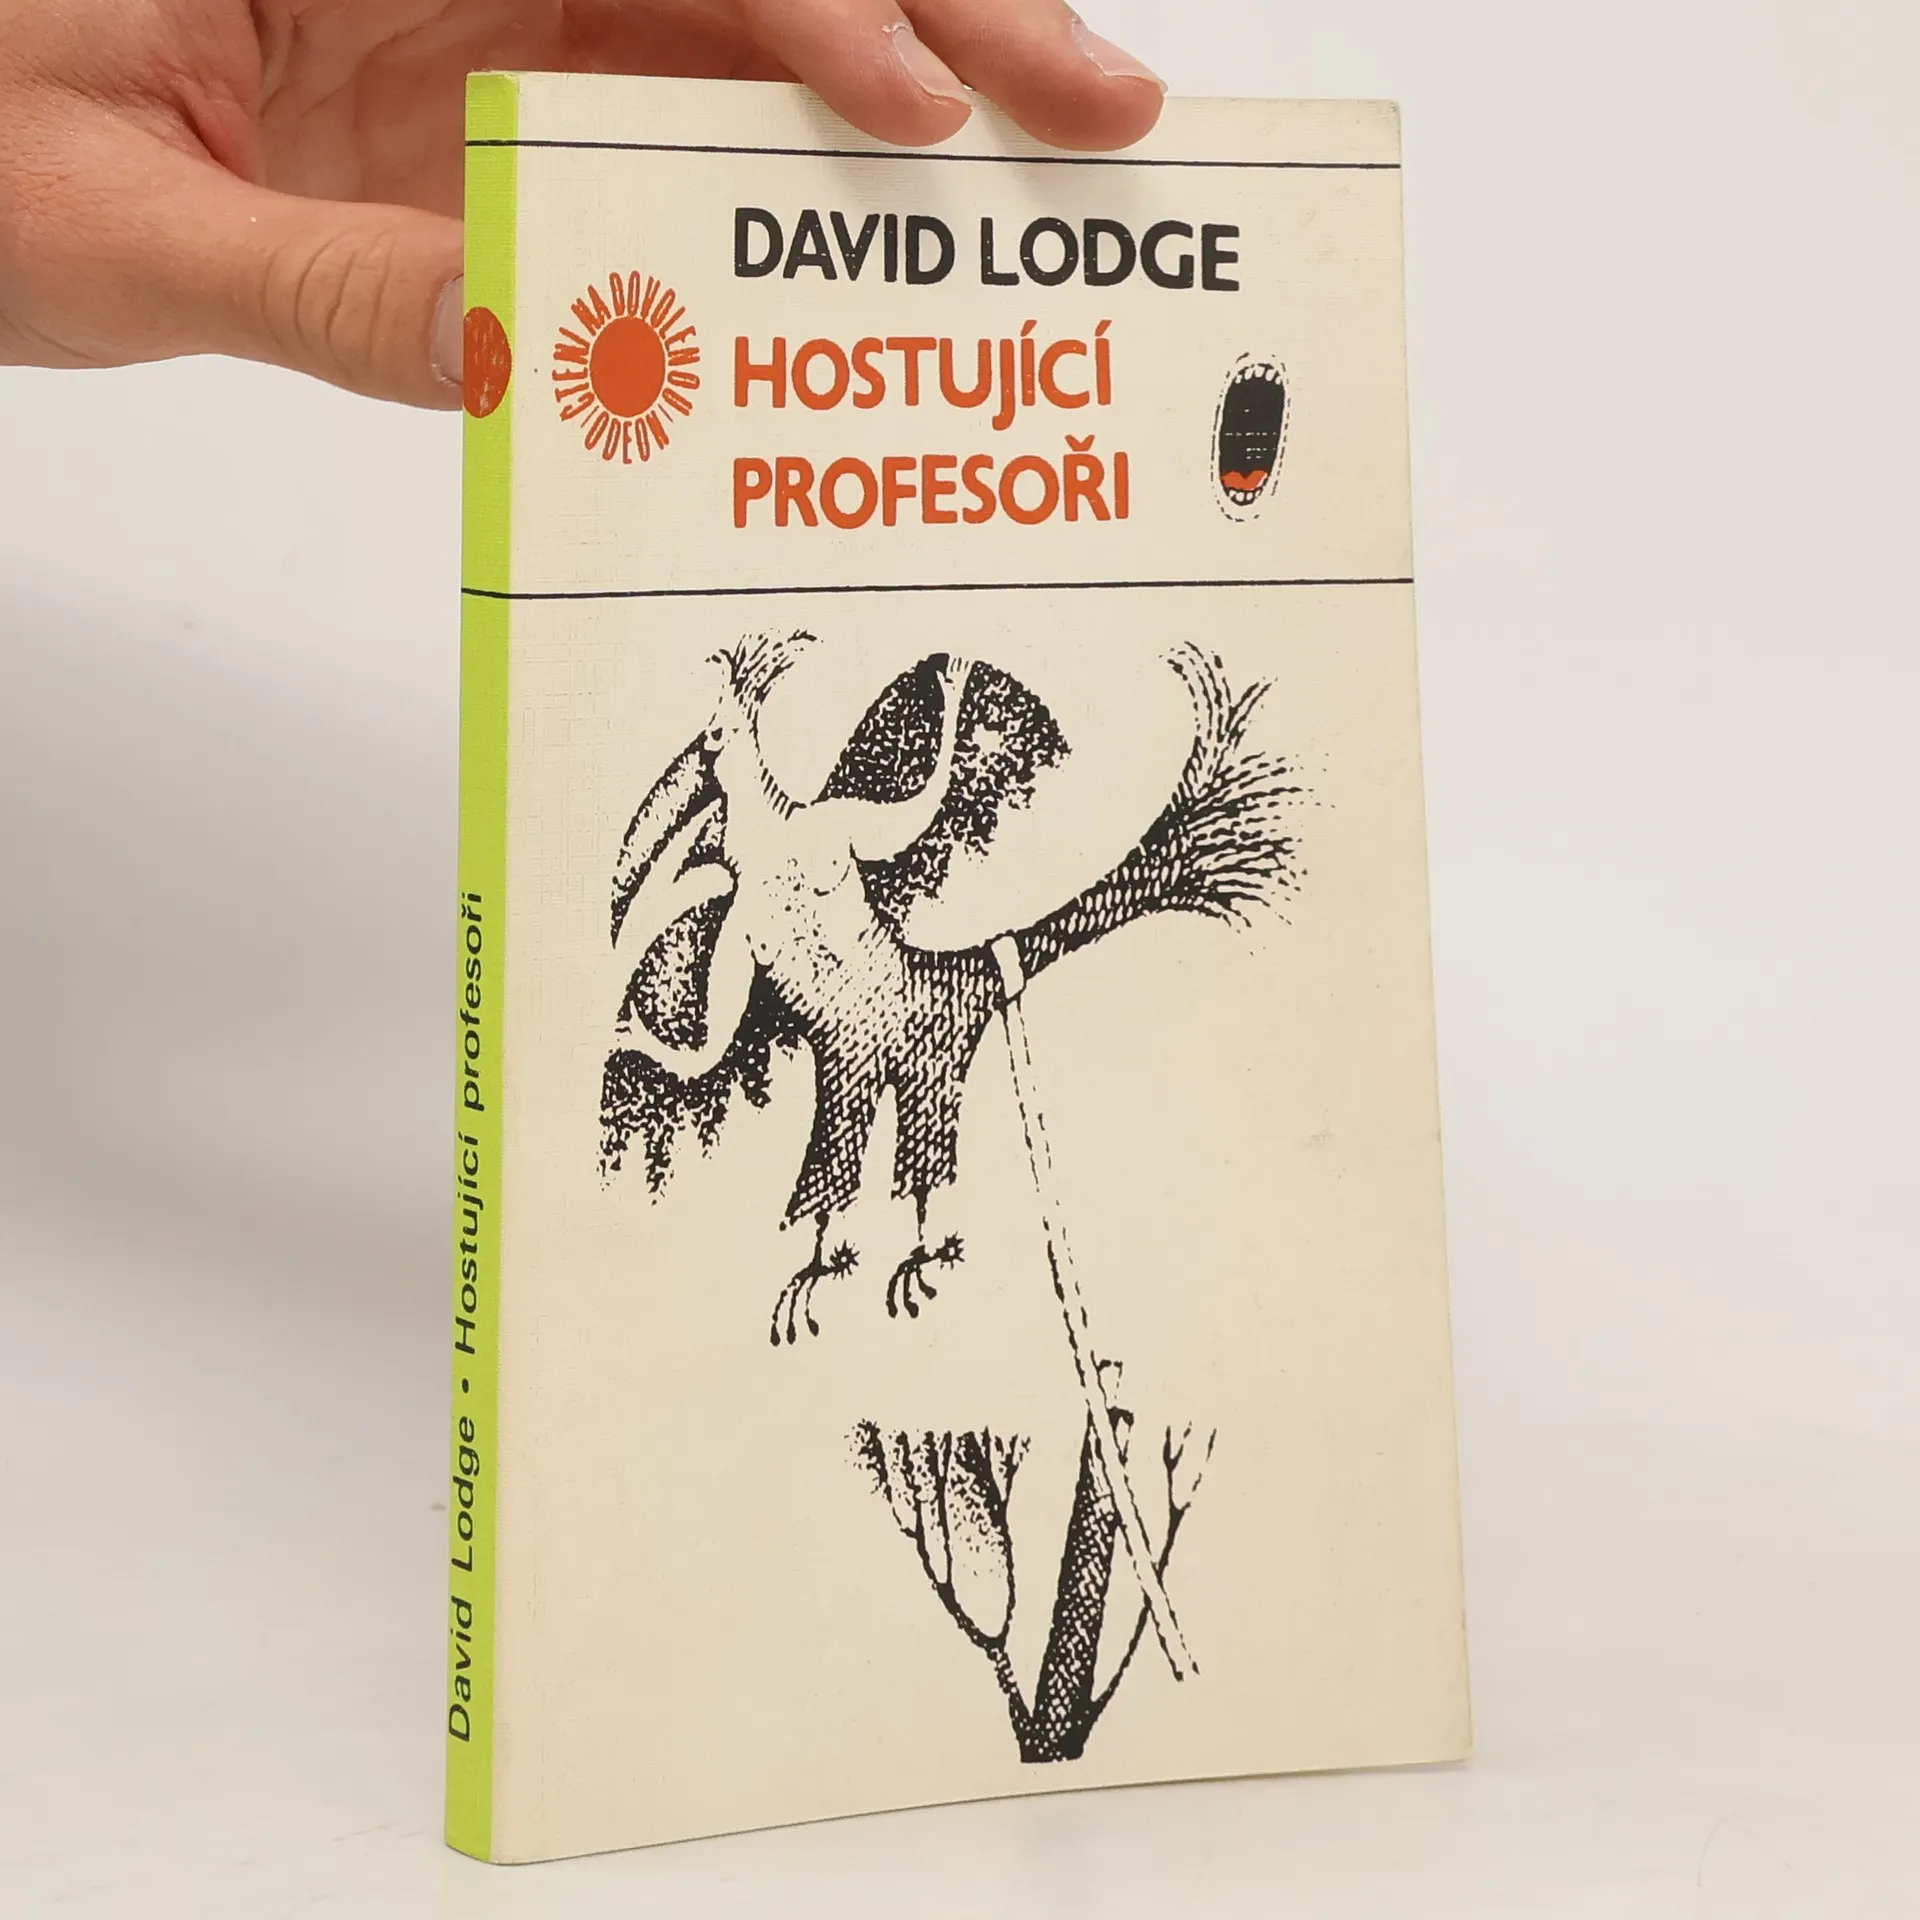 DAVID LODGE
HOSTUJÍCÍ
PROFESOŘI
ČTENÍ NA DOVOLENOU
ODEON
David Lodge • Hostující profesoři